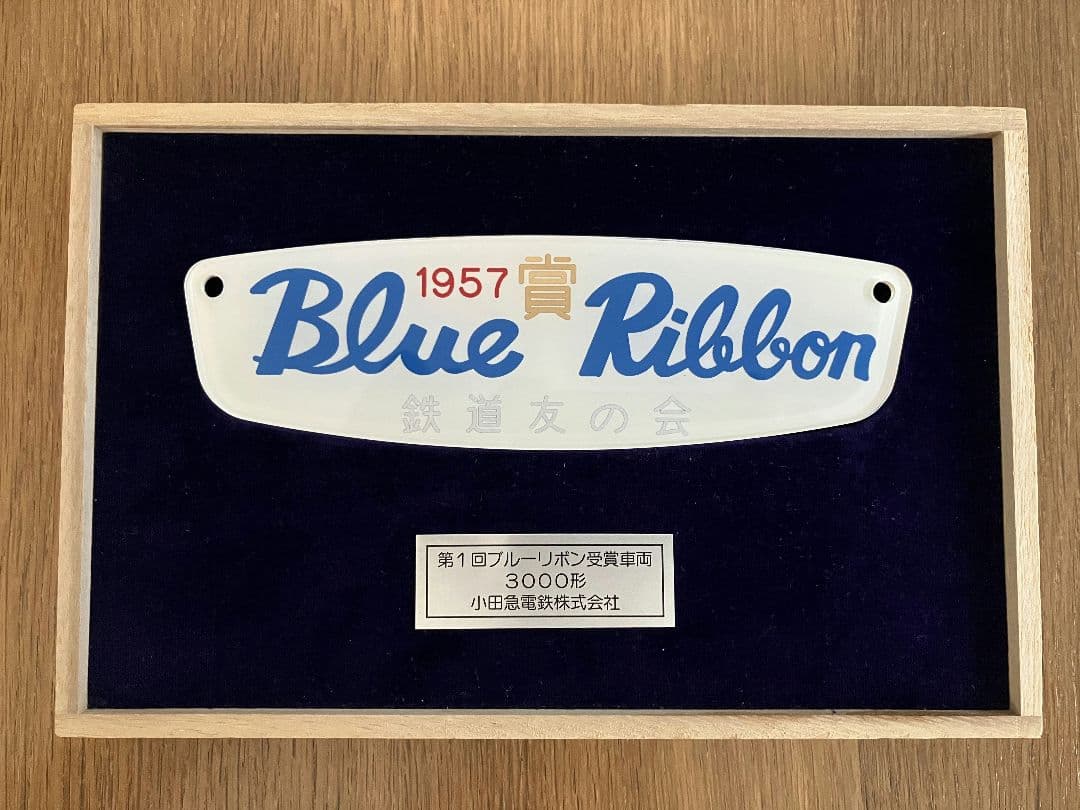 1957 賞
Blue Ribbon
鉄道友の会
第1回ブルーリボン受賞車両
3000形
小田急電鉄株式会社